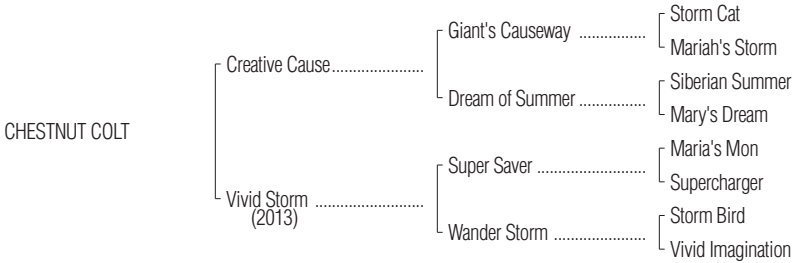 Storm Cat
Giant's Causeway ................
Mariah's Storm
Creative Cause......................
Siberian Summer
Dream of Summer ................
Mary's Dream
CHESTNUT COLT
Maria's Mon
Super Saver ..........................
Supercharger
Vivid Storm ..........................
(2013)
Storm Bird
Wander Storm ......................
Vivid Imagination